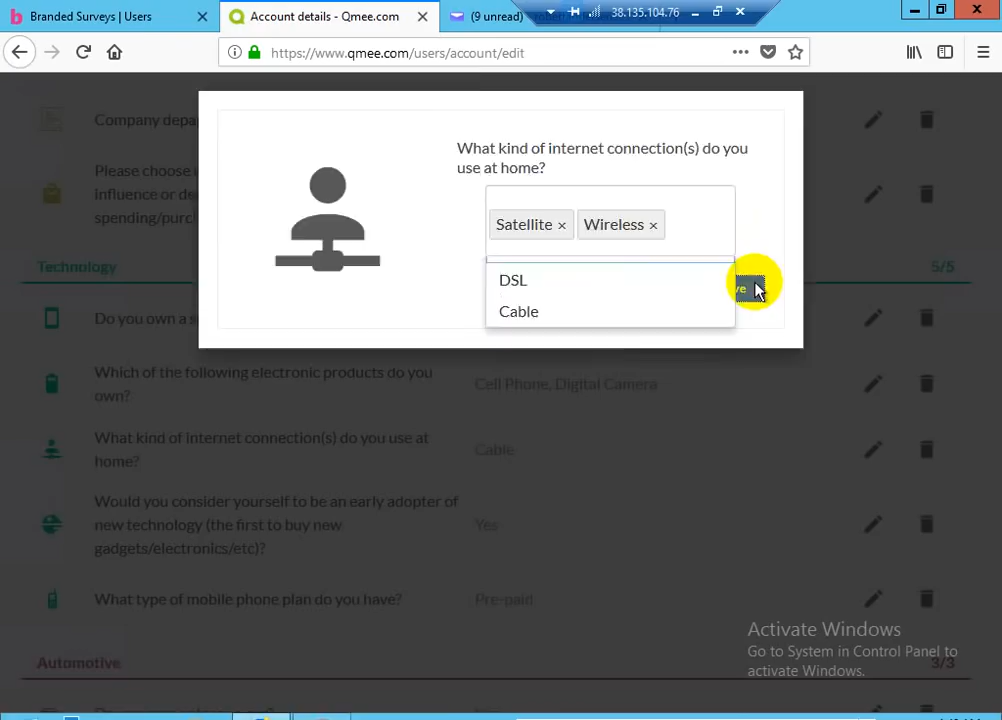 Branded Surveys | Users
Account details - Qmee.com
(9 unread)
38.135.104.76
https://www.qmee.com/users/account/edit
Company depa
What kind of internet connection(s) do you
use at home?
Please choose
influence or de
spending/purc
Satellite × Wireless ×
Technology 5/5
DSL
ve
Cable
Do you own a s
Which of the following electronic products do you
own?
Cell Phone, Digital Camera
What kind of internet connection(s) do you use at
home?
Cable
Would you consider yourself to be an early adopter of
new technology (the first to buy new
gadgets/electronics/etc)?
Yes
What type of mobile phone plan do you have?
Pre-paid
Activate Windows
Go to System in Control Panel to
activate Windows.
Automotive 3/3